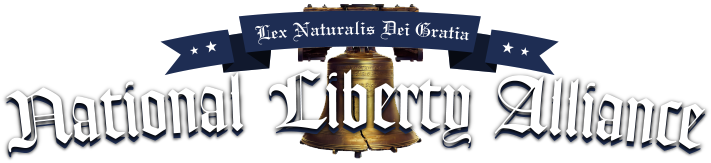 Lex Naturalis Dei Gratia
National Liberty Alliance